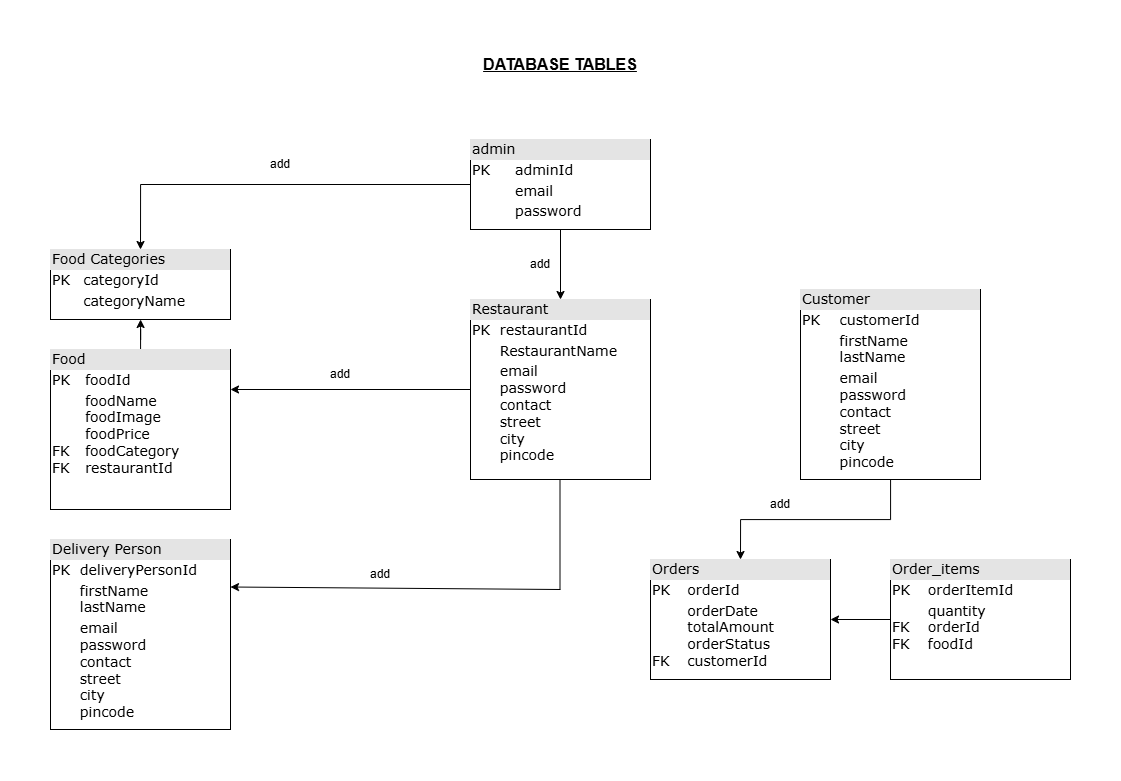 DATABASE TABLES
add
admin
PK adminId
email
password
add
Food Categories
PK categoryId
categoryName
Restaurant
PK restaurantId
RestaurantName
email
password
contact
street
city
pincode
Customer
PK customerId
firstName
lastName
email
password
contact
street
city
pincode
Food
PK foodId
foodName
foodImage
foodPrice
FK foodCategory
FK restaurantId
add
add
Delivery Person
PK deliveryPersonId
firstName
lastName
email
password
contact
street
city
pincode
add
Orders
PK orderId
orderDate
totalAmount
orderStatus
FK customerId
Order_items
PK orderItemId
quantity
FK orderId
FK foodId